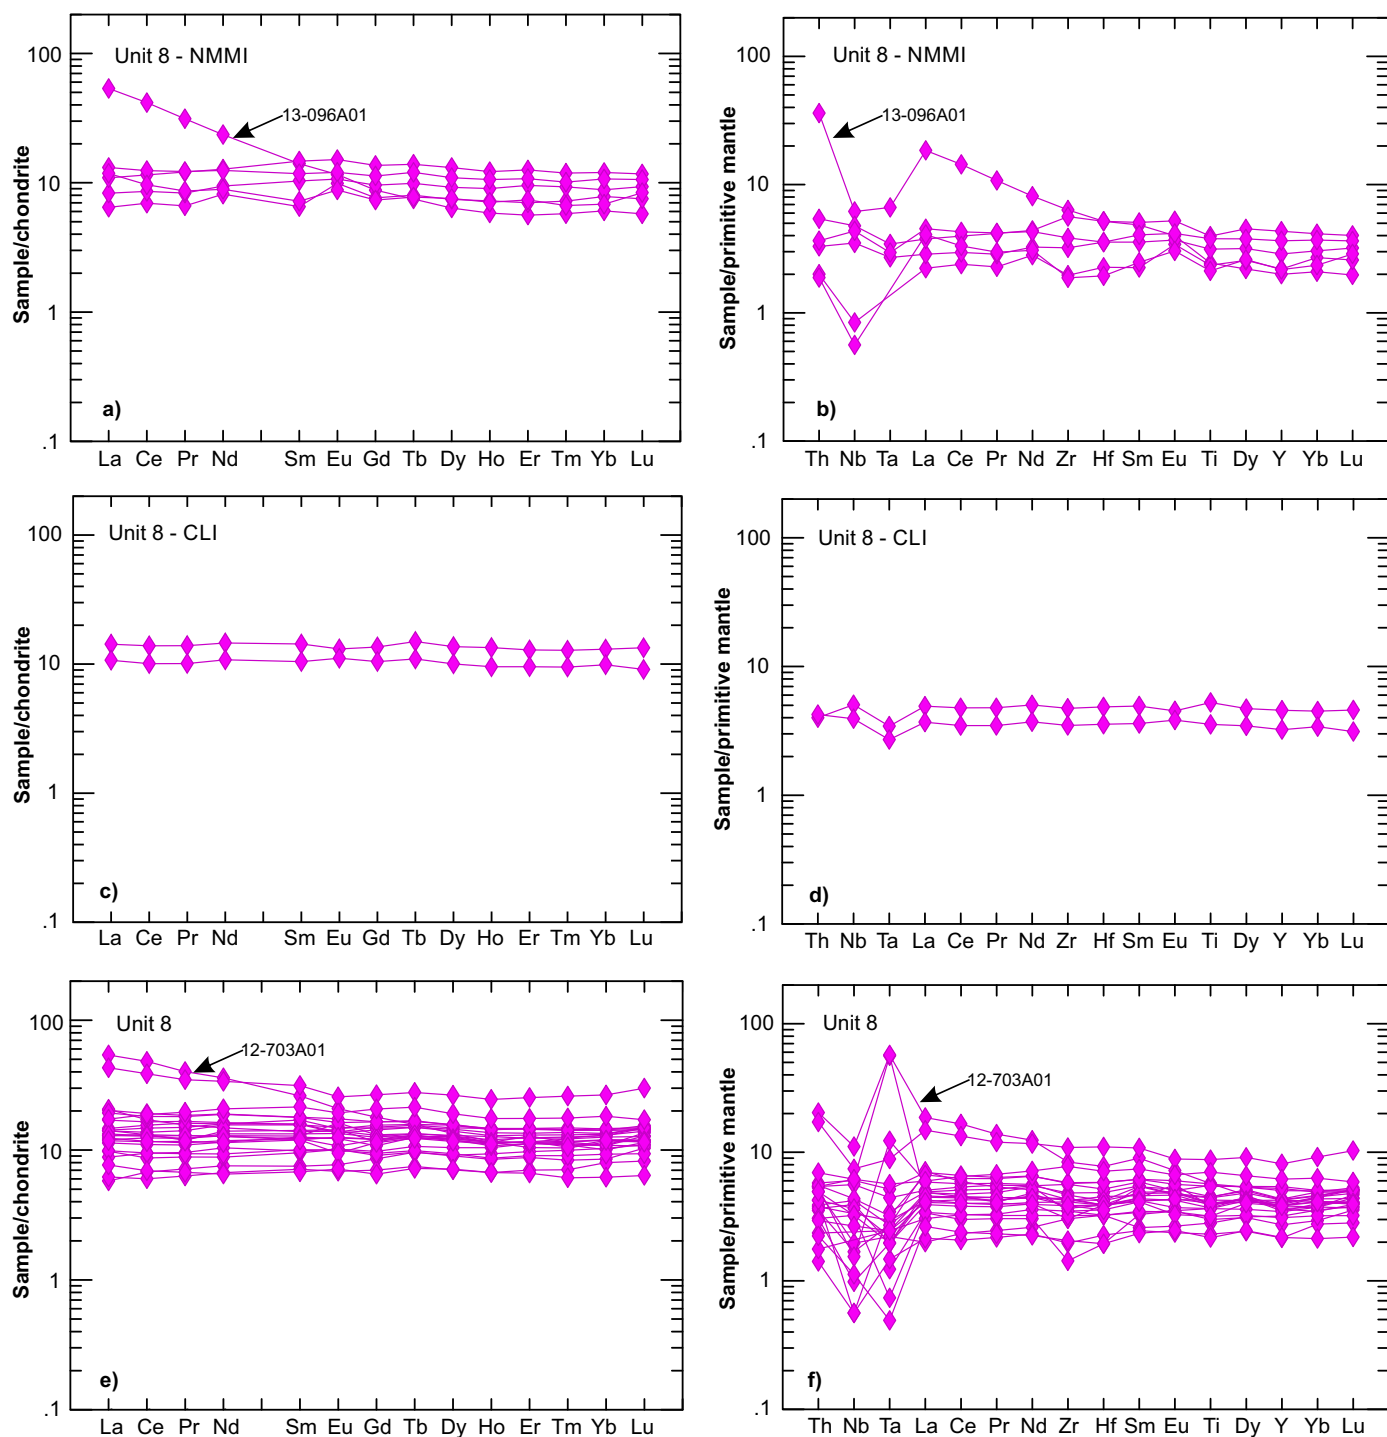 Unit 8 - NMMI
100
10
1
.1
Sample/chondrite
13-096A01
a)
La Ce Pr Nd Sm Eu Gd Tb Dy Ho Er Tm Yb Lu
Unit 8 - NMMI
100
10
1
.1
Sample/primitive mantle
13-096A01
b)
Th Nb Ta La Ce Pr Nd Zr Hf Sm Eu Ti Dy Y Yb Lu
Unit 8 - CLI
100
10
1
.1
Sample/chondrite
c)
La Ce Pr Nd Sm Eu Gd Tb Dy Ho Er Tm Yb Lu
Unit 8 - CLI
100
10
1
.1
Sample/primitive mantle
d)
Th Nb Ta La Ce Pr Nd Zr Hf Sm Eu Ti Dy Y Yb Lu
Unit 8
100
10
1
.1
Sample/chondrite
12-703A01
e)
La Ce Pr Nd Sm Eu Gd Tb Dy Ho Er Tm Yb Lu
Unit 8
100
10
1
.1
Sample/primitive mantle
12-703A01
f)
Th Nb Ta La Ce Pr Nd Zr Hf Sm Eu Ti Dy Y Yb Lu